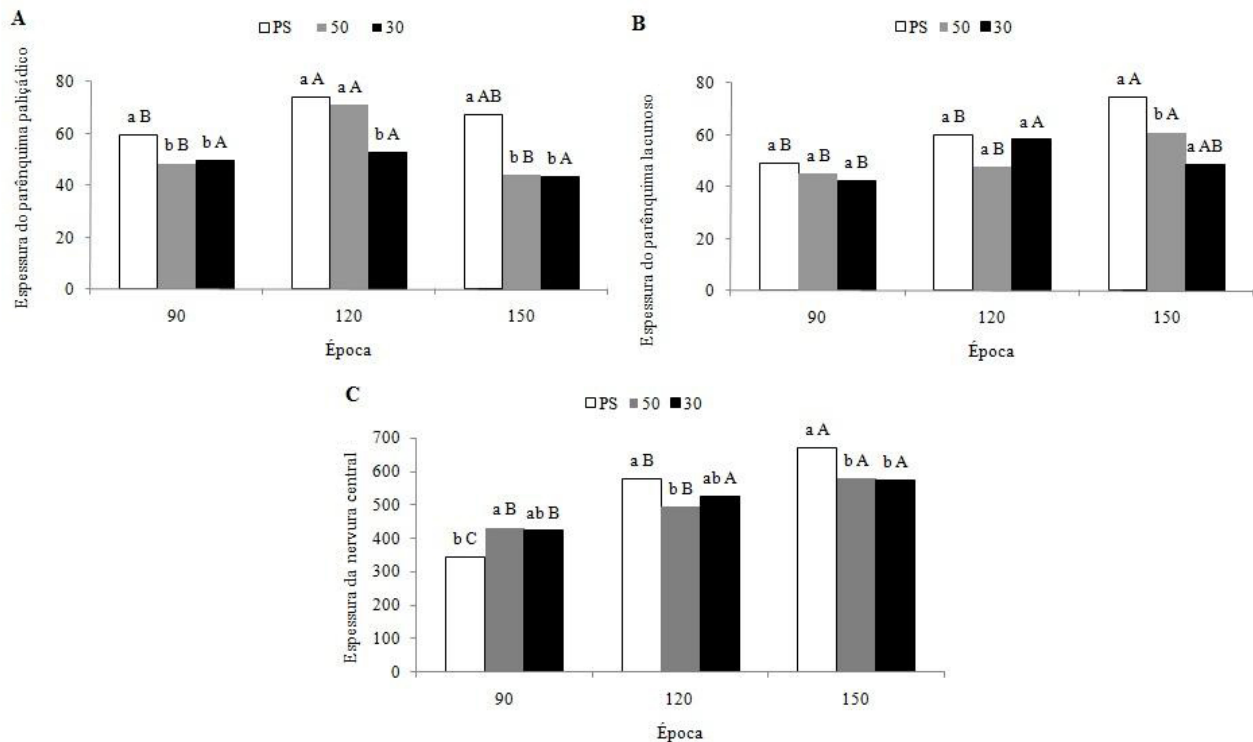 A
PS 50 30
Espessura do parênquima paliçádico
80
60
40
20
0
a B b B b A
a A a A b A
a AB b B b A
90 120 150
Época
B
PS 50 30
Espessura do parênquima lacunoso
80
60
40
20
0
a B a B a B
a B a B a A
a A b A a AB
90 120 150
Época
C
PS 50 30
Espessura da nervura central
700
600
500
400
300
200
100
0
b C a B ab B
a B b B ab A
a A b A b A
90 120 150
Época